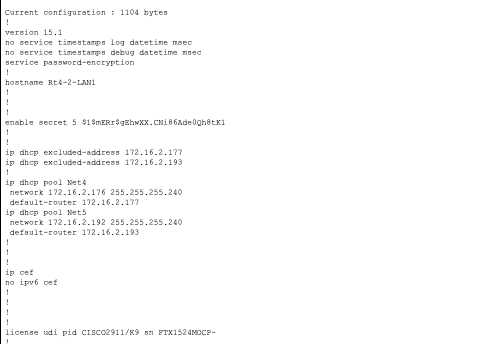 Current configuration : 1104 bytes
!
version 15.1
no service timestamps log datetime msec
no service timestamps debug datetime msec
service password-encryption
!
hostname Rt4-2-LAN1
!
!
!
enable secret 5 $1$mERr$gEhwXX.CNi86Ade0Qh8tK1
!
!
ip dhcp excluded-address 172.16.2.177
ip dhcp excluded-address 172.16.2.193
!
ip dhcp pool Net4
 network 172.16.2.176 255.255.255.240
 default-router 172.16.2.177
ip dhcp pool Net5
 network 172.16.2.192 255.255.255.240
 default-router 172.16.2.193
!
!
!
ip cef
no ipv6 cef
!
!
!
!
license udi pid CISCO2911/K9 sn FTX1524M0CP-
!